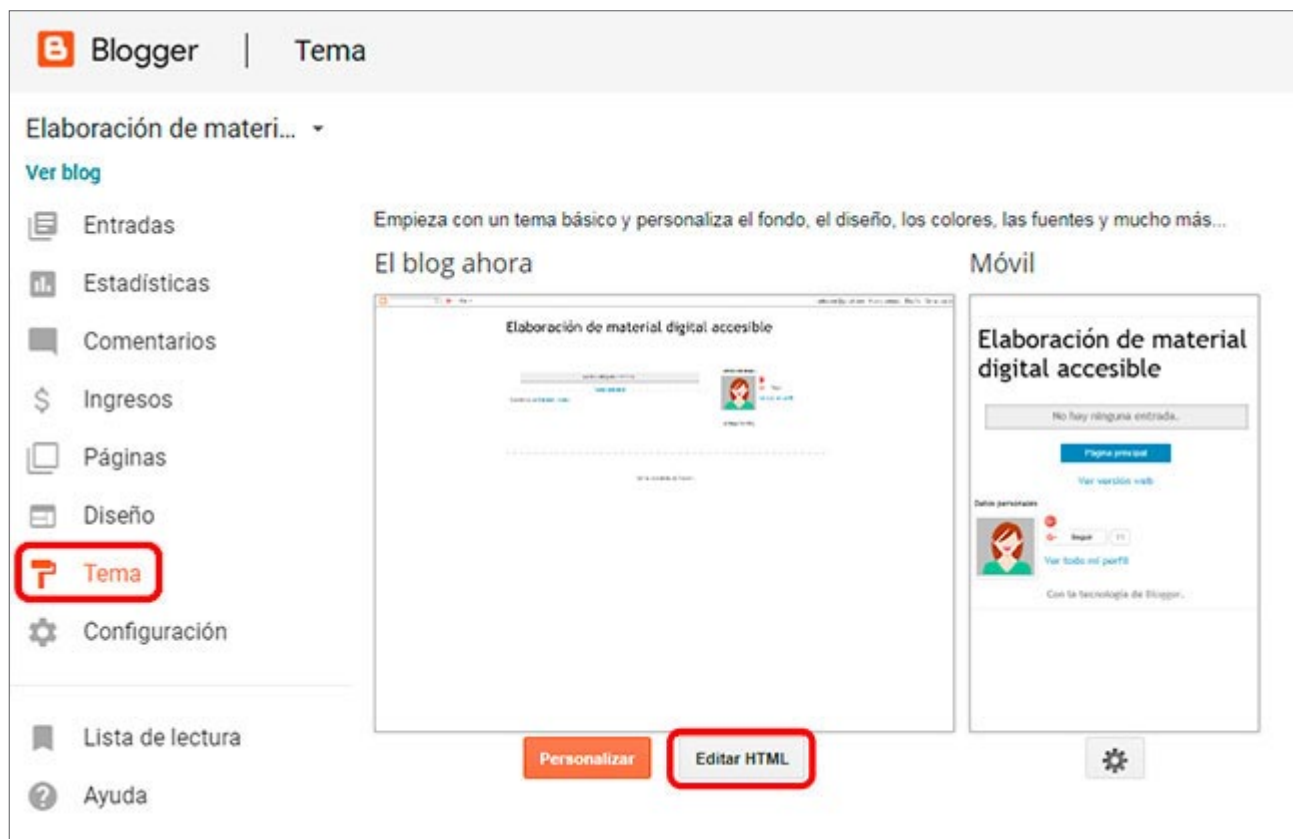 Blogger | Tema
Elaboración de materi...
Ver blog
Entradas
Estadísticas
Comentarios
Ingresos
Páginas
Diseño
Tema
Configuración
Lista de lectura
Ayuda
Empieza con un tema básico y personaliza el fondo, el diseño, los colores, las fuentes y mucho más...
El blog ahora
Elaboración de material digital accesible
Personalizar
Editar HTML
Móvil
Elaboración de material
digital accesible
No hay ninguna entrada.
Página principal
Ver versión web
Datos personales
Seguir
Ver todo mi perfil
Con la tecnología de Blogger.